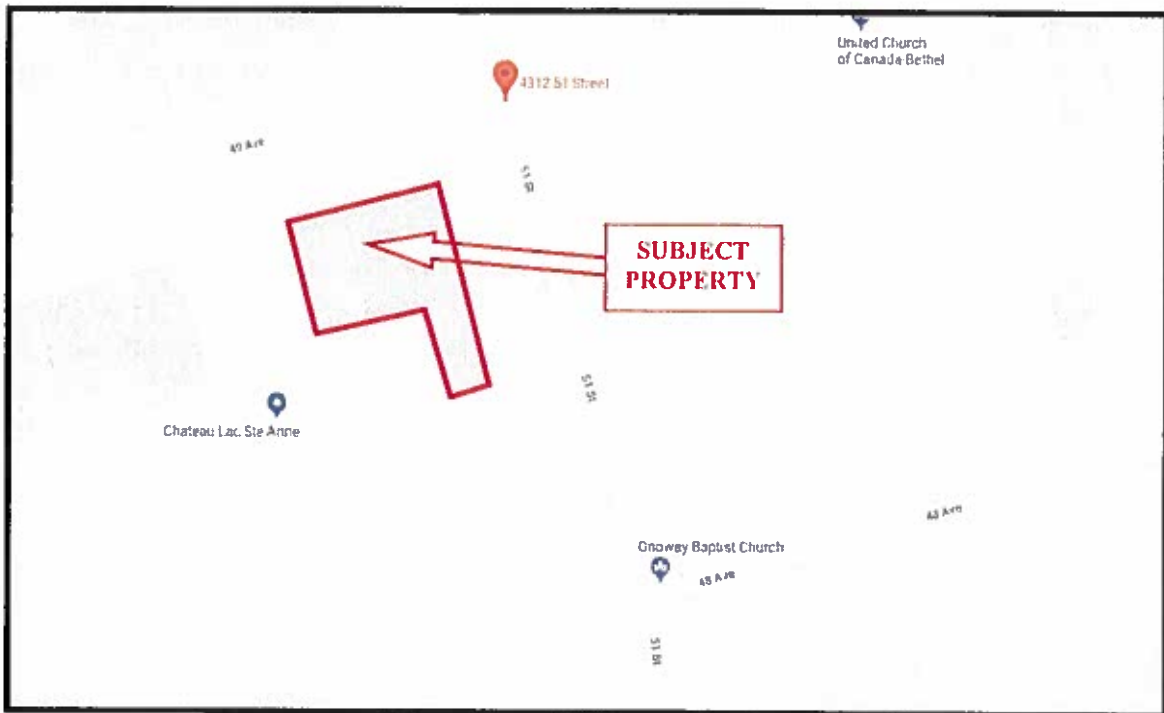 United Church
of Canada-Bethel
4312 51 Street
49 Ave
51 St
SUBJECT
PROPERTY
51 St
Chateau Lac. Ste Anne
48 Ave
Onoway Baptist Church
48 Ave
51 St